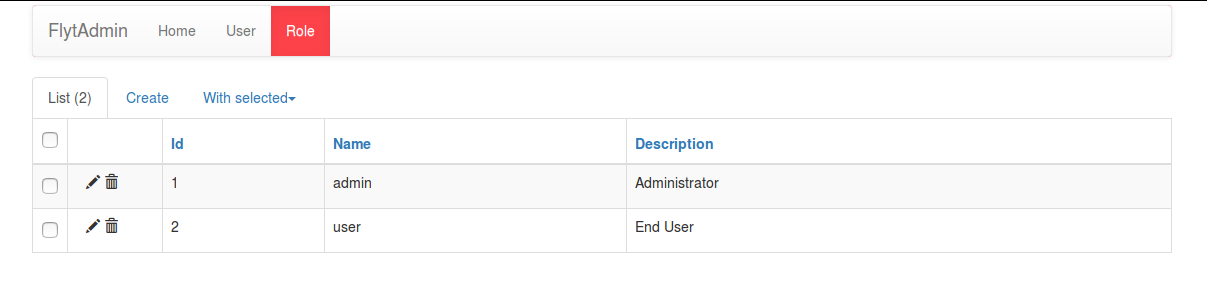 FlytAdmin Home User Role
List (2) Create With selected
Id Name Description
1 admin Administrator
2 user End User